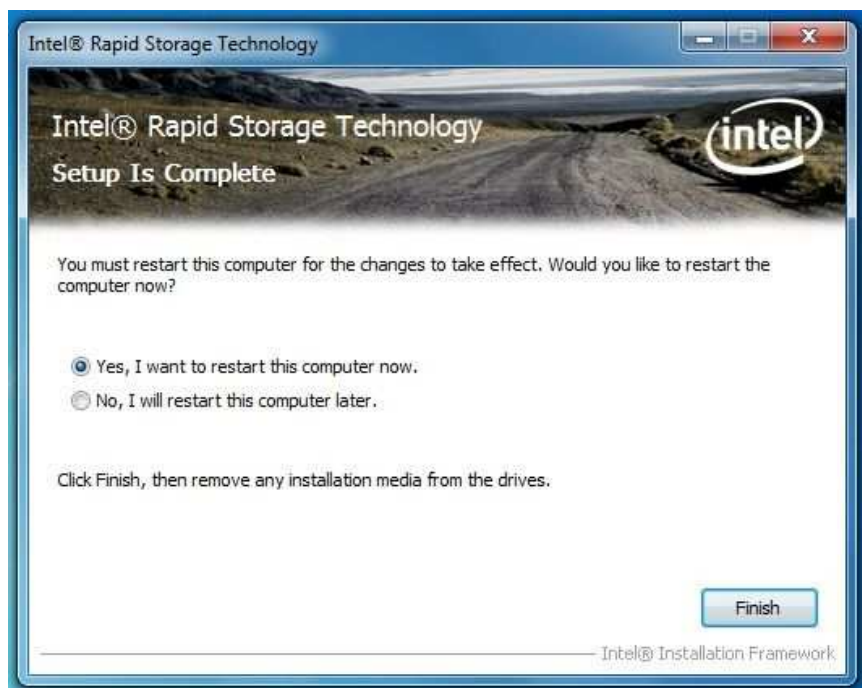 Intel® Rapid Storage Technology
Intel® Rapid Storage Technology
intel
Setup Is Complete
You must restart this computer for the changes to take effect. Would you like to restart the
computer now?
Yes, I want to restart this computer now.
No, I will restart this computer later.
Click Finish, then remove any installation media from the drives.
Finish
Intel® Installation Framework